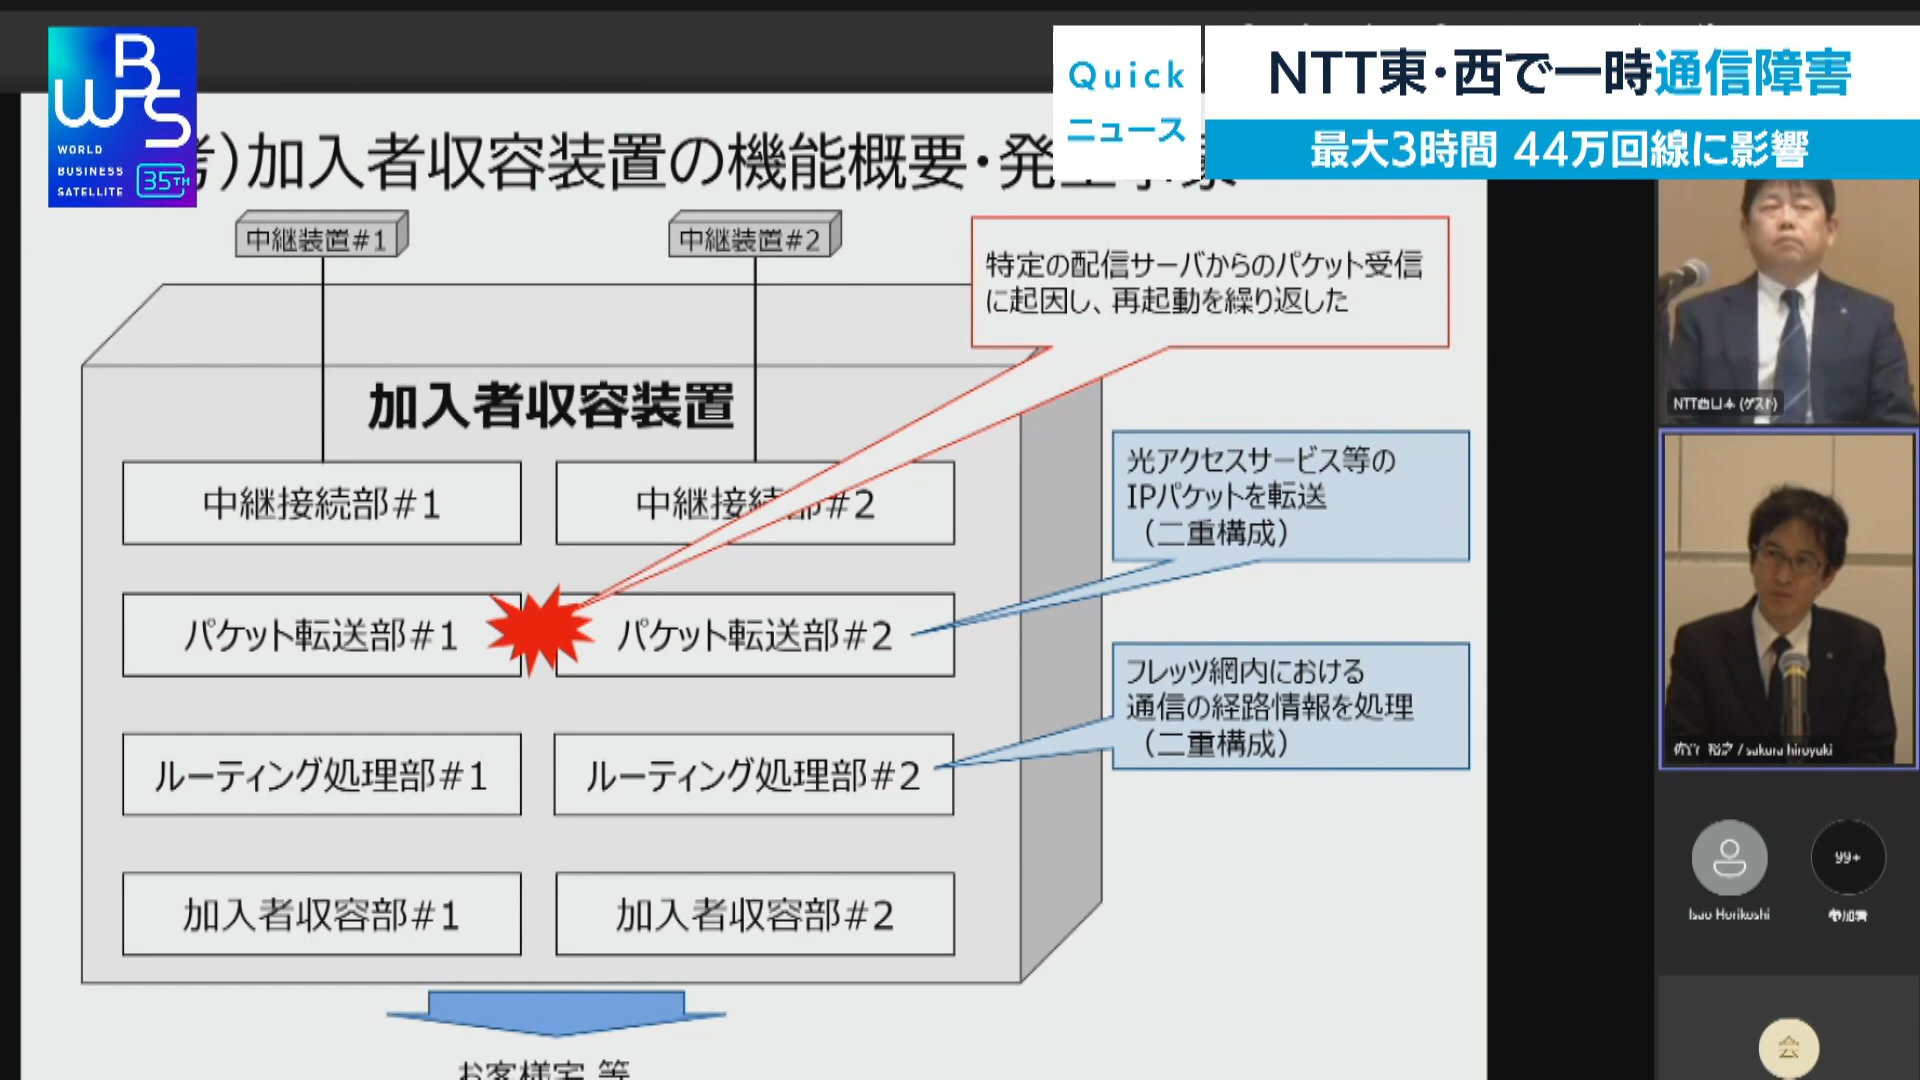 WBS
WORLD
BUSINESS
SATELLITE
35TH
Quick
ニュース
NTT東・西で一時通信障害
最大3時間 44万回線に影響
考)加入者収容装置の機能概要・発
中継装置#1
中継装置#2
特定の配信サーバからのパケット受信
に起因し、再起動を繰り返した
加入者収容装置
中継接続部#1
中継接続部#2
光アクセスサービス等の
IPパケットを転送
(二重構成)
パケット転送部#1
パケット転送部#2
フレッツ網内における
通信の経路情報を処理
(二重構成)
ルーティング処理部#1
ルーティング処理部#2
加入者収容部#1
加入者収容部#2
お客様宅 等
NTT西日本 (ゲスト)
裕之 / sakura hiroyuki
Isao Horikoshi
99+
参加者
会